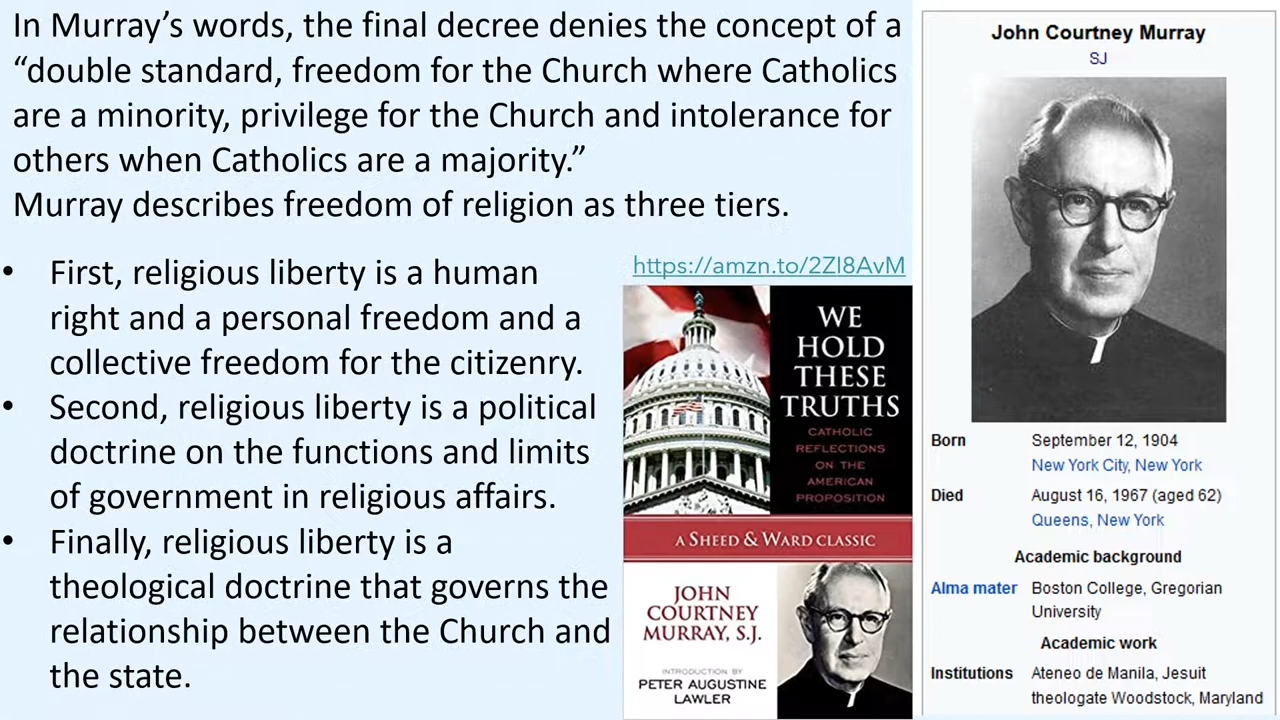 In Murray’s words, the final decree denies the concept of a
“double standard, freedom for the Church where Catholics
are a minority, privilege for the Church and intolerance for
others when Catholics are a majority.”
Murray describes freedom of religion as three tiers.
• First, religious liberty is a human
right and a personal freedom and a
collective freedom for the citizenry.
• Second, religious liberty is a political
doctrine on the functions and limits
of government in religious affairs.
• Finally, religious liberty is a
theological doctrine that governs the
relationship between the Church and
the state.
https://amzn.to/2Zl8AvM
WE
HOLD
THESE
TRUTHS
CATHOLIC
REFLECTIONS
ON THE
AMERICAN
PROPOSITION
A SHEED & WARD CLASSIC
JOHN
COURTNEY
MURRAY, S.J.
INTRODUCTION BY
PETER AUGUSTINE
LAWLER
John Courtney Murray
SJ
Born September 12, 1904
New York City, New York
Died August 16, 1967 (aged 62)
Queens, New York
Academic background
Alma mater Boston College, Gregorian
University
Academic work
Institutions Ateneo de Manila, Jesuit
theologate Woodstock, Maryland